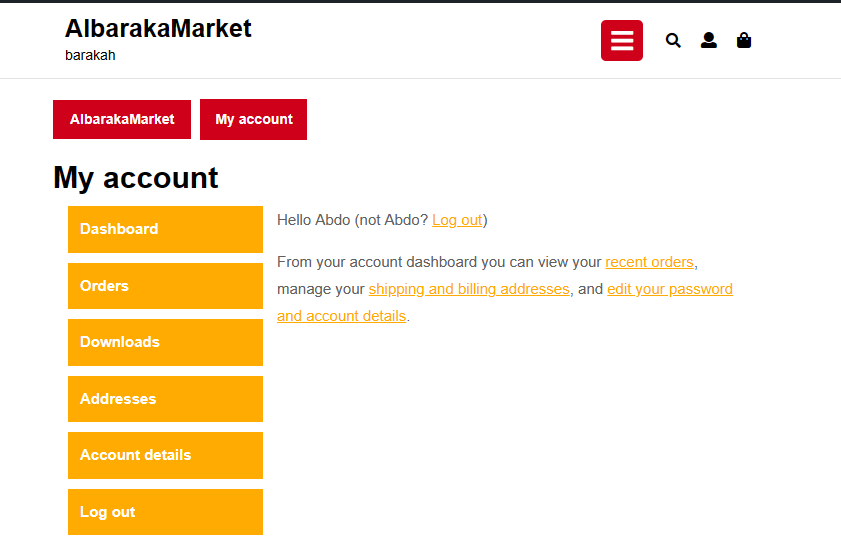 AlbarakaMarket
barakah
AlbarakaMarket
My account
My account
Dashboard
Orders
Downloads
Addresses
Account details
Log out
Hello Abdo (not Abdo? Log out)
From your account dashboard you can view your recent orders,
manage your shipping and billing addresses, and edit your password
and account details.